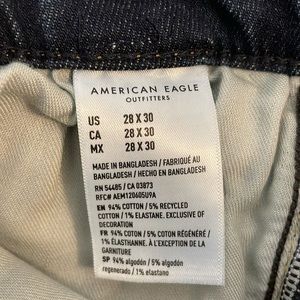 AMERICAN EAGLE
OUTFITTERS
US 28 X 30
CA 28 X 30
MX 28 X 30
MADE IN BANGLADESH / FABRIQUÉ AU
BANGLADESH / HECHO EN BANGLADESH
RN 54485 / CA 03873
RFC# AEM120605U9A
EN 94% COTTON / 5% RECYCLED
COTTON / 1% ELASTANE. EXCLUSIVE OF
DECORATION
FR 94% COTON / 5% COTON RÉGÉNÉRÉ /
1% ÉLASTHANNE. À L'EXCEPTION DE LA
GARNITURE
SP 94% algodón / 5% algodón
regenerado / 1% elastano